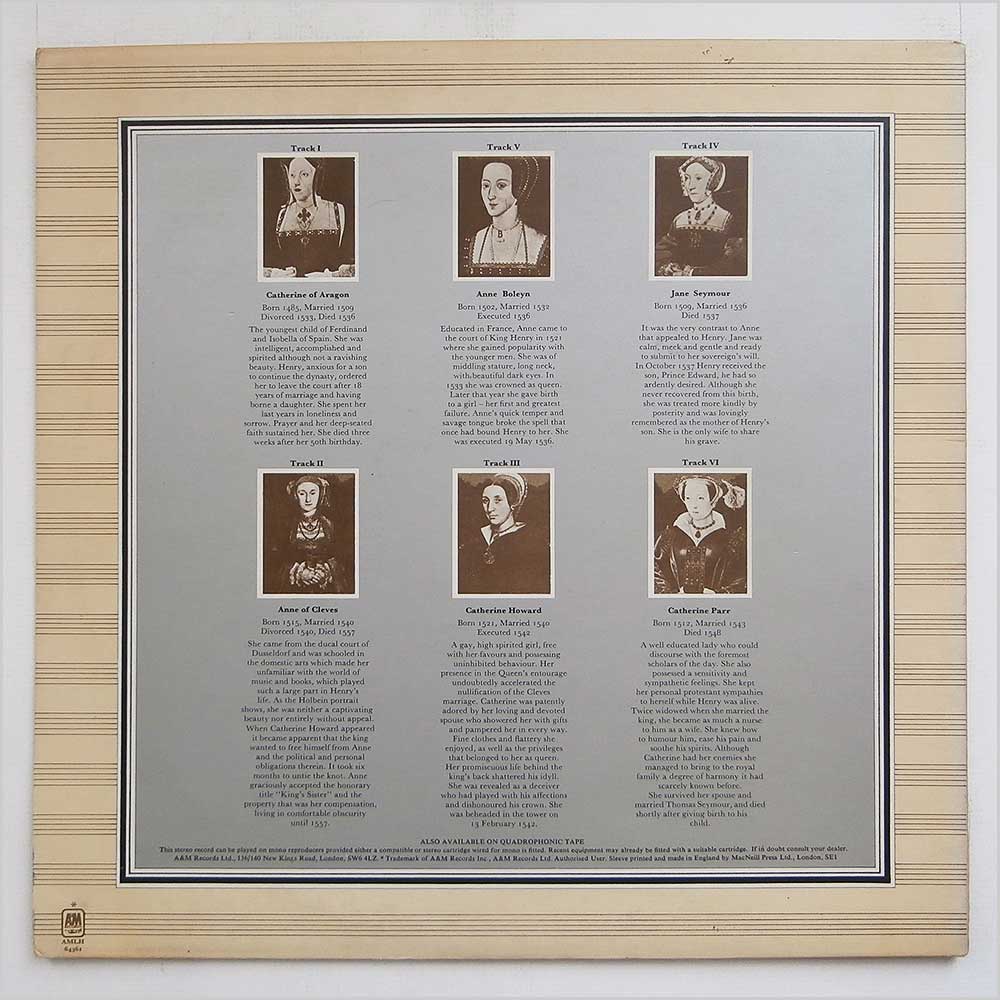 Track I
Catherine of Aragon
Born 1485, Married 1509
Divorced 1533, Died 1536
The youngest child of Ferdinand
and Isobella of Spain. She was
intelligent, accomplished and
spirited although not a ravishing
beauty. Henry, anxious for a son
to continue the dynasty, ordered
her to leave the court after 18
years of marriage and having
borne a daughter. She spent her
last years in loneliness and
sorrow. Prayer and her deep-seated
faith sustained her. She died three
weeks after her 50th birthday.
Track V
Anne Boleyn
Born 1502, Married 1532
Executed 1536
Educated in France, Anne came to
the court of King Henry in 1521
where she gained popularity with
the younger men. She was of
middling stature, long neck,
with beautiful dark eyes. In
1533 she was crowned as queen.
Later that year she gave birth
to a girl – her first and greatest
failure. Anne's quick temper and
savage tongue broke the spell that
once had bound Henry to her. She
was executed 19 May 1536.
Track IV
Jane Seymour
Born 1509, Married 1536
Died 1537
It was the very contrast to Anne
that appealed to Henry. Jane was
calm, meek and gentle and ready
to submit to her sovereign's will.
In October 1537 Henry received the
son, Prince Edward, he had so
ardently desired. Although she
never recovered from this birth,
she was treated more kindly by
posterity and was lovingly
remembered as the mother of Henry's
son. She is the only wife to share
his grave.
Track II
Anne of Cleves
Born 1515, Married 1540
Divorced 1540, Died 1557
She came from the ducal court of
Dusseldorf and was schooled in
the domestic arts which made her
unfamiliar with the world of
music and books, which played
such a large part in Henry's
life. As the Holbein portrait
shows, she was neither a captivating
beauty nor entirely without appeal.
When Catherine Howard appeared
it became apparent that the king
wanted to free himself from Anne
and the political and personal
obligations therein. It took six
months to untie the knot. Anne
graciously accepted the honorary
title "King's Sister" and the
property that was her compensation,
living in comfortable obscurity
until 1557.
Track III
Catherine Howard
Born 1521, Married 1540
Executed 1542
A gay, high spirited girl, free
with her favours and possessing
uninhibited behaviour. Her
presence in the Queen's entourage
undoubtedly accelerated the
nullification of the Cleves
marriage. Catherine was patently
adored by her loving and devoted
spouse who showered her with gifts
and pampered her in every way.
Fine clothes and flattery she
enjoyed, as well as the privileges
that belonged to her as queen.
Her promiscuous life behind the
king's back shattered his idyll.
She was revealed as a deceiver
who had played with his affections
and dishonoured his crown. She
was beheaded in the tower on
13 February 1542.
Track VI
Catherine Parr
Born 1512, Married 1543
Died 1548
A well educated lady who could
discourse with the foremost
scholars of the day. She also
possessed a sensitivity and
sympathetic feelings. She kept
her personal protestant sympathies
to herself while Henry was alive.
Twice widowed when she married the
king, she became as much a nurse
to him as a wife. She knew how
to humour him, ease his pain and
soothe his spirits. Although
Catherine had her enemies she
managed to bring to the royal
family a degree of harmony it had
scarcely known before.
She survived her spouse and
married Thomas Seymour, and died
shortly after giving birth to his
child.
ALSO AVAILABLE ON QUADROPHONIC TAPE
This stereo record can be played on mono reproducers provided either a compatible or stereo cartridge wired for mono is fitted. Recent equipment may already be fitted with a suitable cartridge. If in doubt consult your dealer.
A&M Records Ltd., 136/140 New Kings Road, London, SW6 4LZ. * Trademark of A&M Records Inc., A&M Records Ltd. Authorised User. Sleeve printed and made in England by MacNeill Press Ltd., London, SE1
*
A&M
AMLH
64361